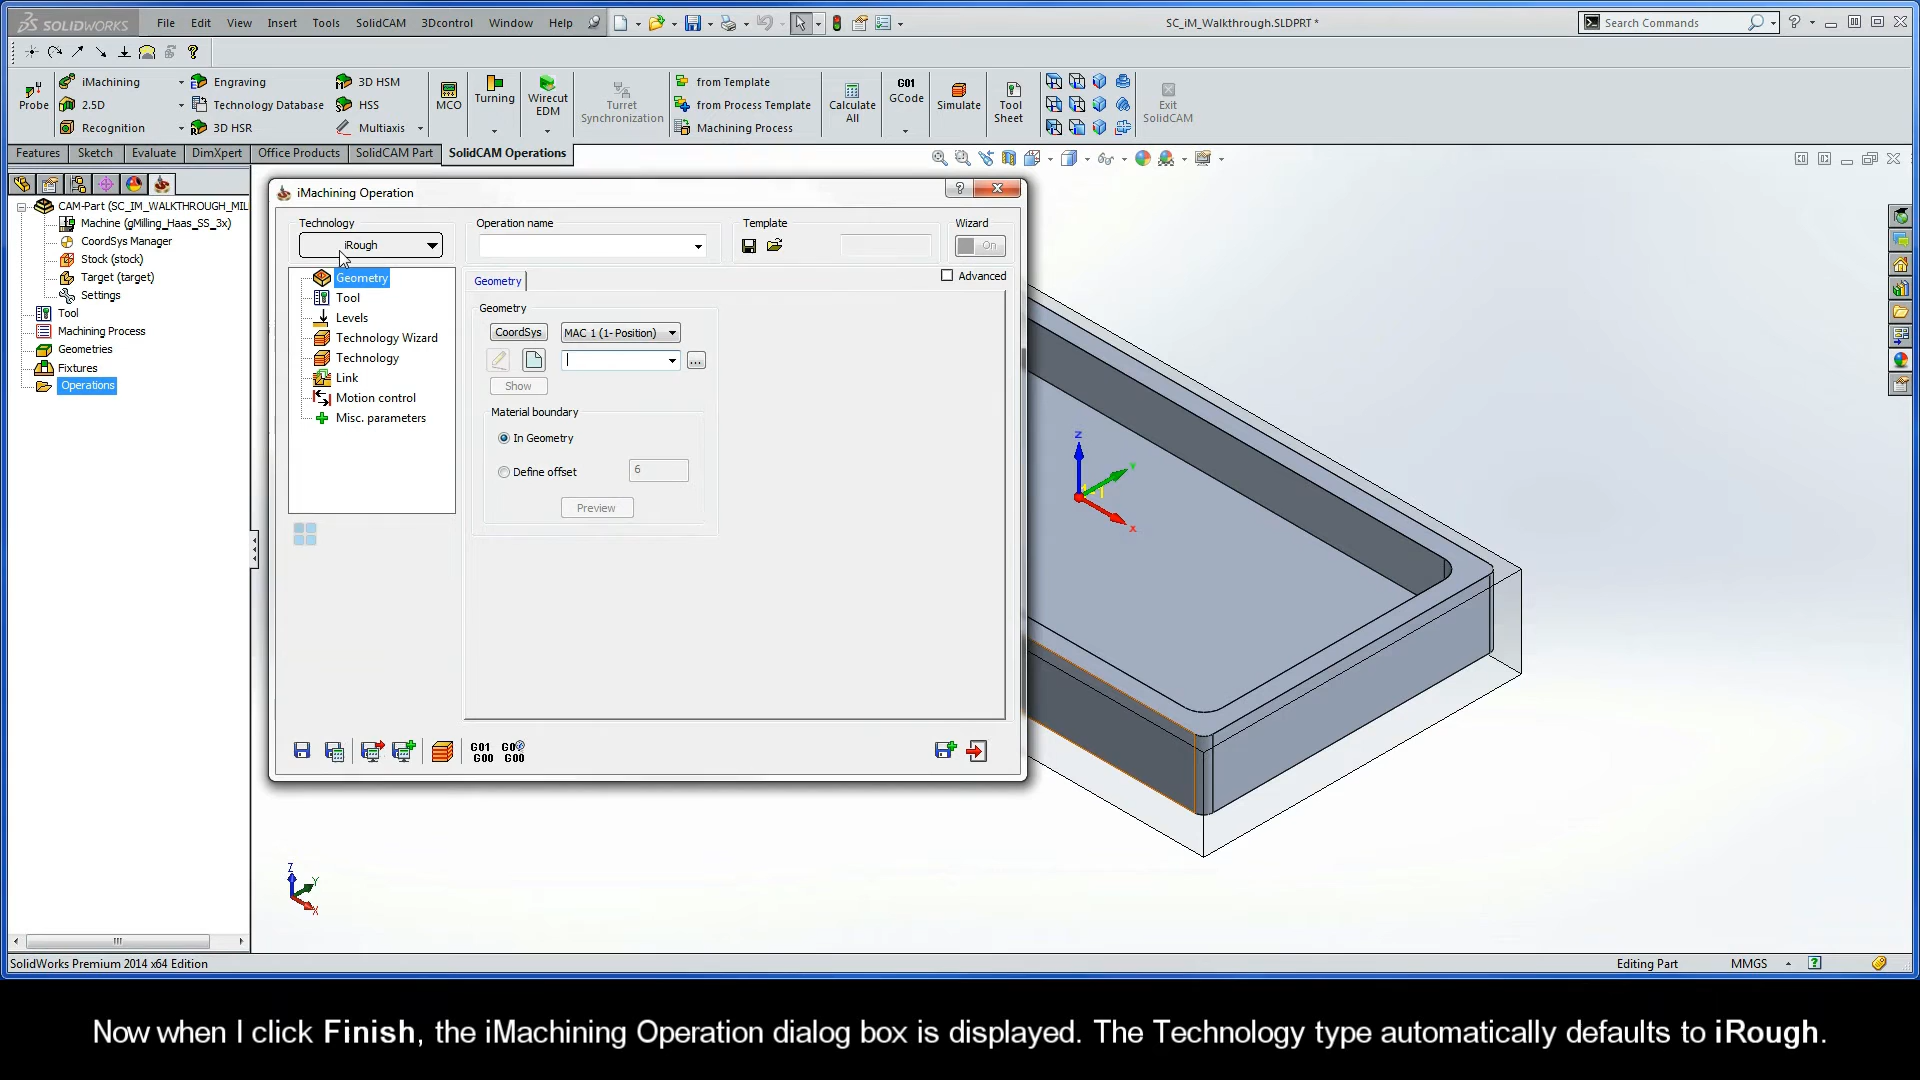 SOLIDWORKS File Edit View Insert Tools SolidCAM 3Dcontrol Window Help SC_iM_Walkthrough.SLDPRT * Search Commands
iMachining Engraving 3D HSM from Template
Probe 2.5D Technology Database HSS MCO Turning Wirecut EDM Turret Synchronization from Process Template Calculate All G01 GCode Simulate Tool Sheet Exit SolidCAM
Recognition 3D HSR Multiaxis Machining Process
Features Sketch Evaluate DimXpert Office Products SolidCAM Part SolidCAM Operations
CAM-Part (SC_IM_WALKTHROUGH_MIL
Machine (gMilling_Haas_SS_3x)
CoordSys Manager
Stock (stock)
Target (target)
Settings
Tool
Machining Process
Geometries
Fixtures
Operations
iMachining Operation
Technology Operation name Template Wizard
iRough On
Geometry
Tool
Levels
Technology Wizard
Technology
Link
Motion control
Misc. parameters
Geometry Advanced
Geometry
CoordSys MAC 1 (1- Position)
...
Show
Material boundary
In Geometry
Define offset 6
Preview
G01 G00 G0 G00
Z
Y
X
Z
X
SolidWorks Premium 2014 x64 Edition Editing Part MMGS
Now when I click Finish, the iMachining Operation dialog box is displayed. The Technology type automatically defaults to iRough.